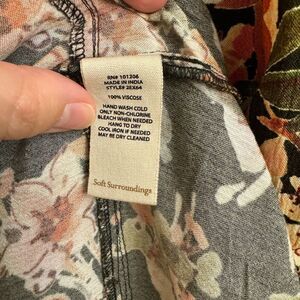 RN# 101206
MADE IN INDIA
STYLE# 2EX64
100% VISCOSE
HAND WASH COLD
ONLY NON-CHLORINE
BLEACH WHEN NEEDED
HANG TO DRY
COOL IRON IF NEEDED
MAY BE DRY CLEANED
Soft Surroundings